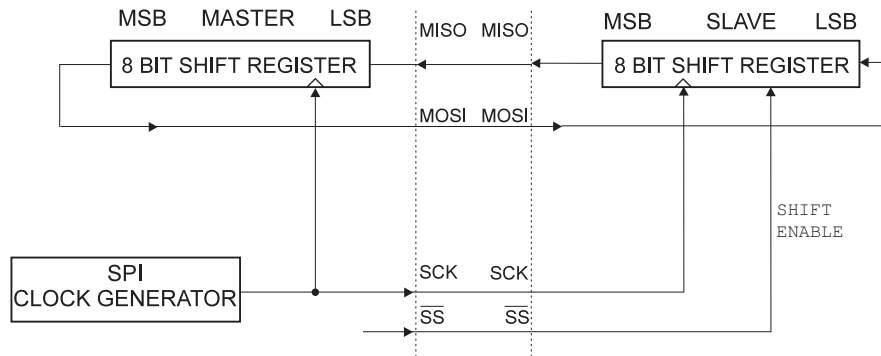 MSB MASTER LSB
MISO MISO
MSB SLAVE LSB
8 BIT SHIFT REGISTER
8 BIT SHIFT REGISTER
MOSI MOSI
SHIFT
ENABLE
SPI
CLOCK GENERATOR
SCK SCK
SS SS